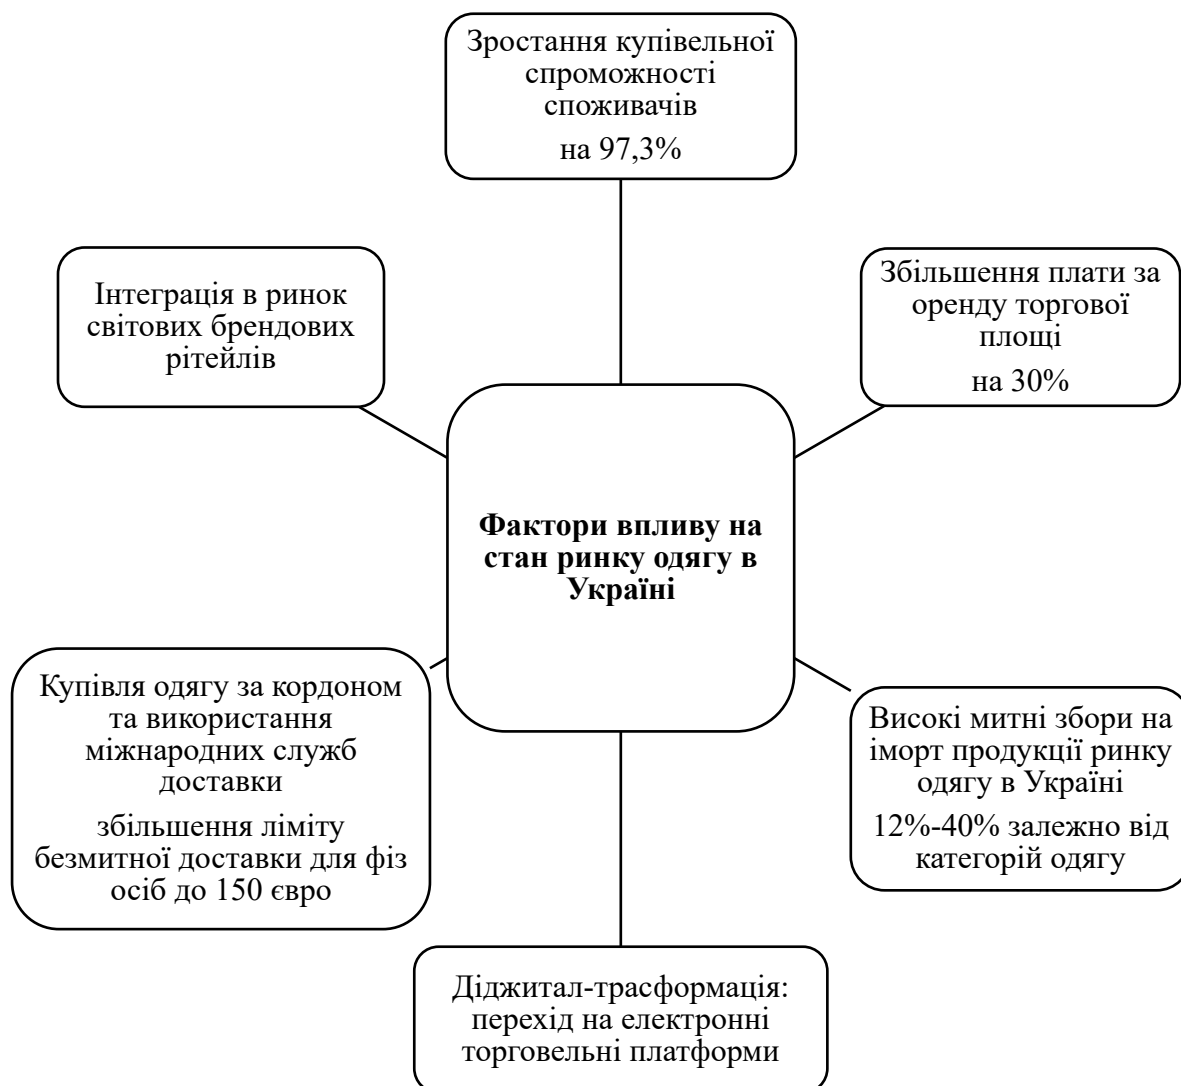 Зростання купівельної
спроможності
споживачів
на 97,3%
Інтеграція в ринок
світових брендових
рітейлів
Збільшення плати за
оренду торгової
площі
на 30%
Фактори впливу на
стан ринку одягу в
Україні
Купівля одягу за кордоном
та використання
міжнародних служб
доставки
збільшення ліміту
безмитної доставки для фіз
осіб до 150 євро
Високі митні збори на
іморт продукції ринку
одягу в Україні
12%-40% залежно від
категорій одягу
Діджитал-трасформація:
перехід на електронні
торговельні платформи